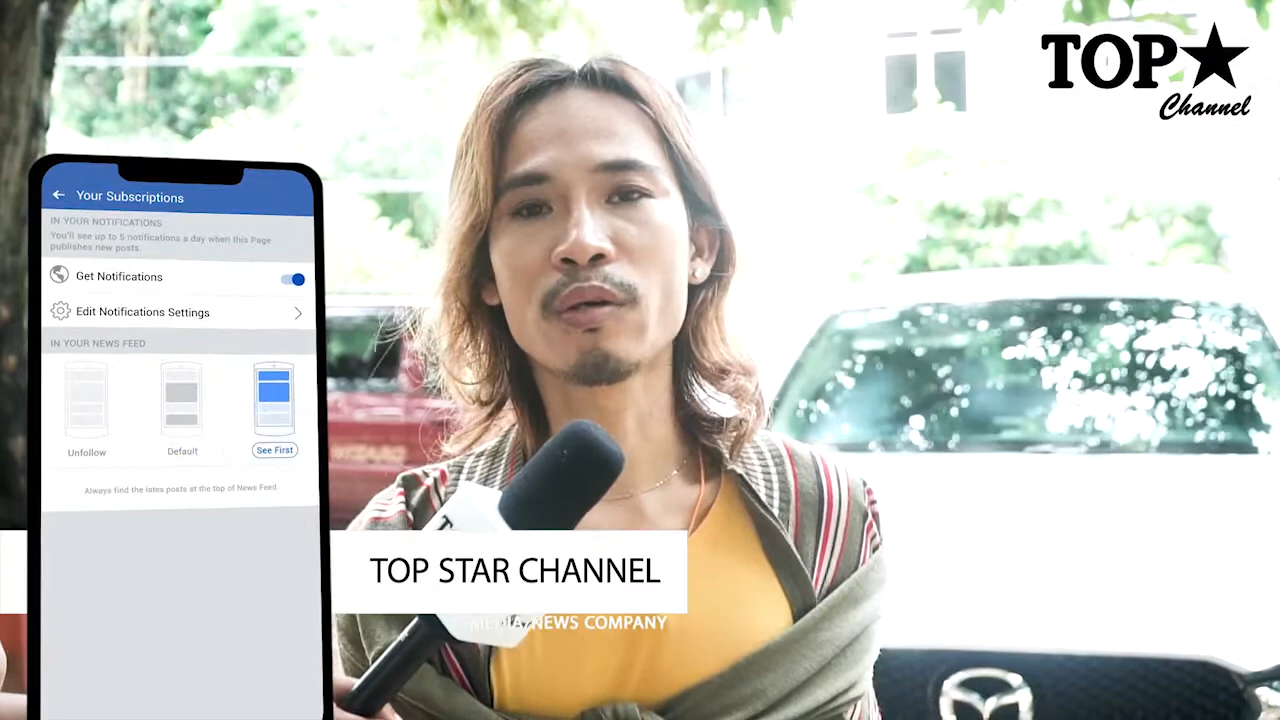 TOP★
Channel
Your Subscriptions
IN YOUR NOTIFICATIONS
You'll see up to 5 notifications a day when this Page
publishes new posts.
Get Notifications
Edit Notifications Settings
IN YOUR NEWS FEED
Unfollow
Default
See First
Always find the lates posts at the top of News Feed.
TOP STAR CHANNEL
MEDIA/NEWS COMPANY